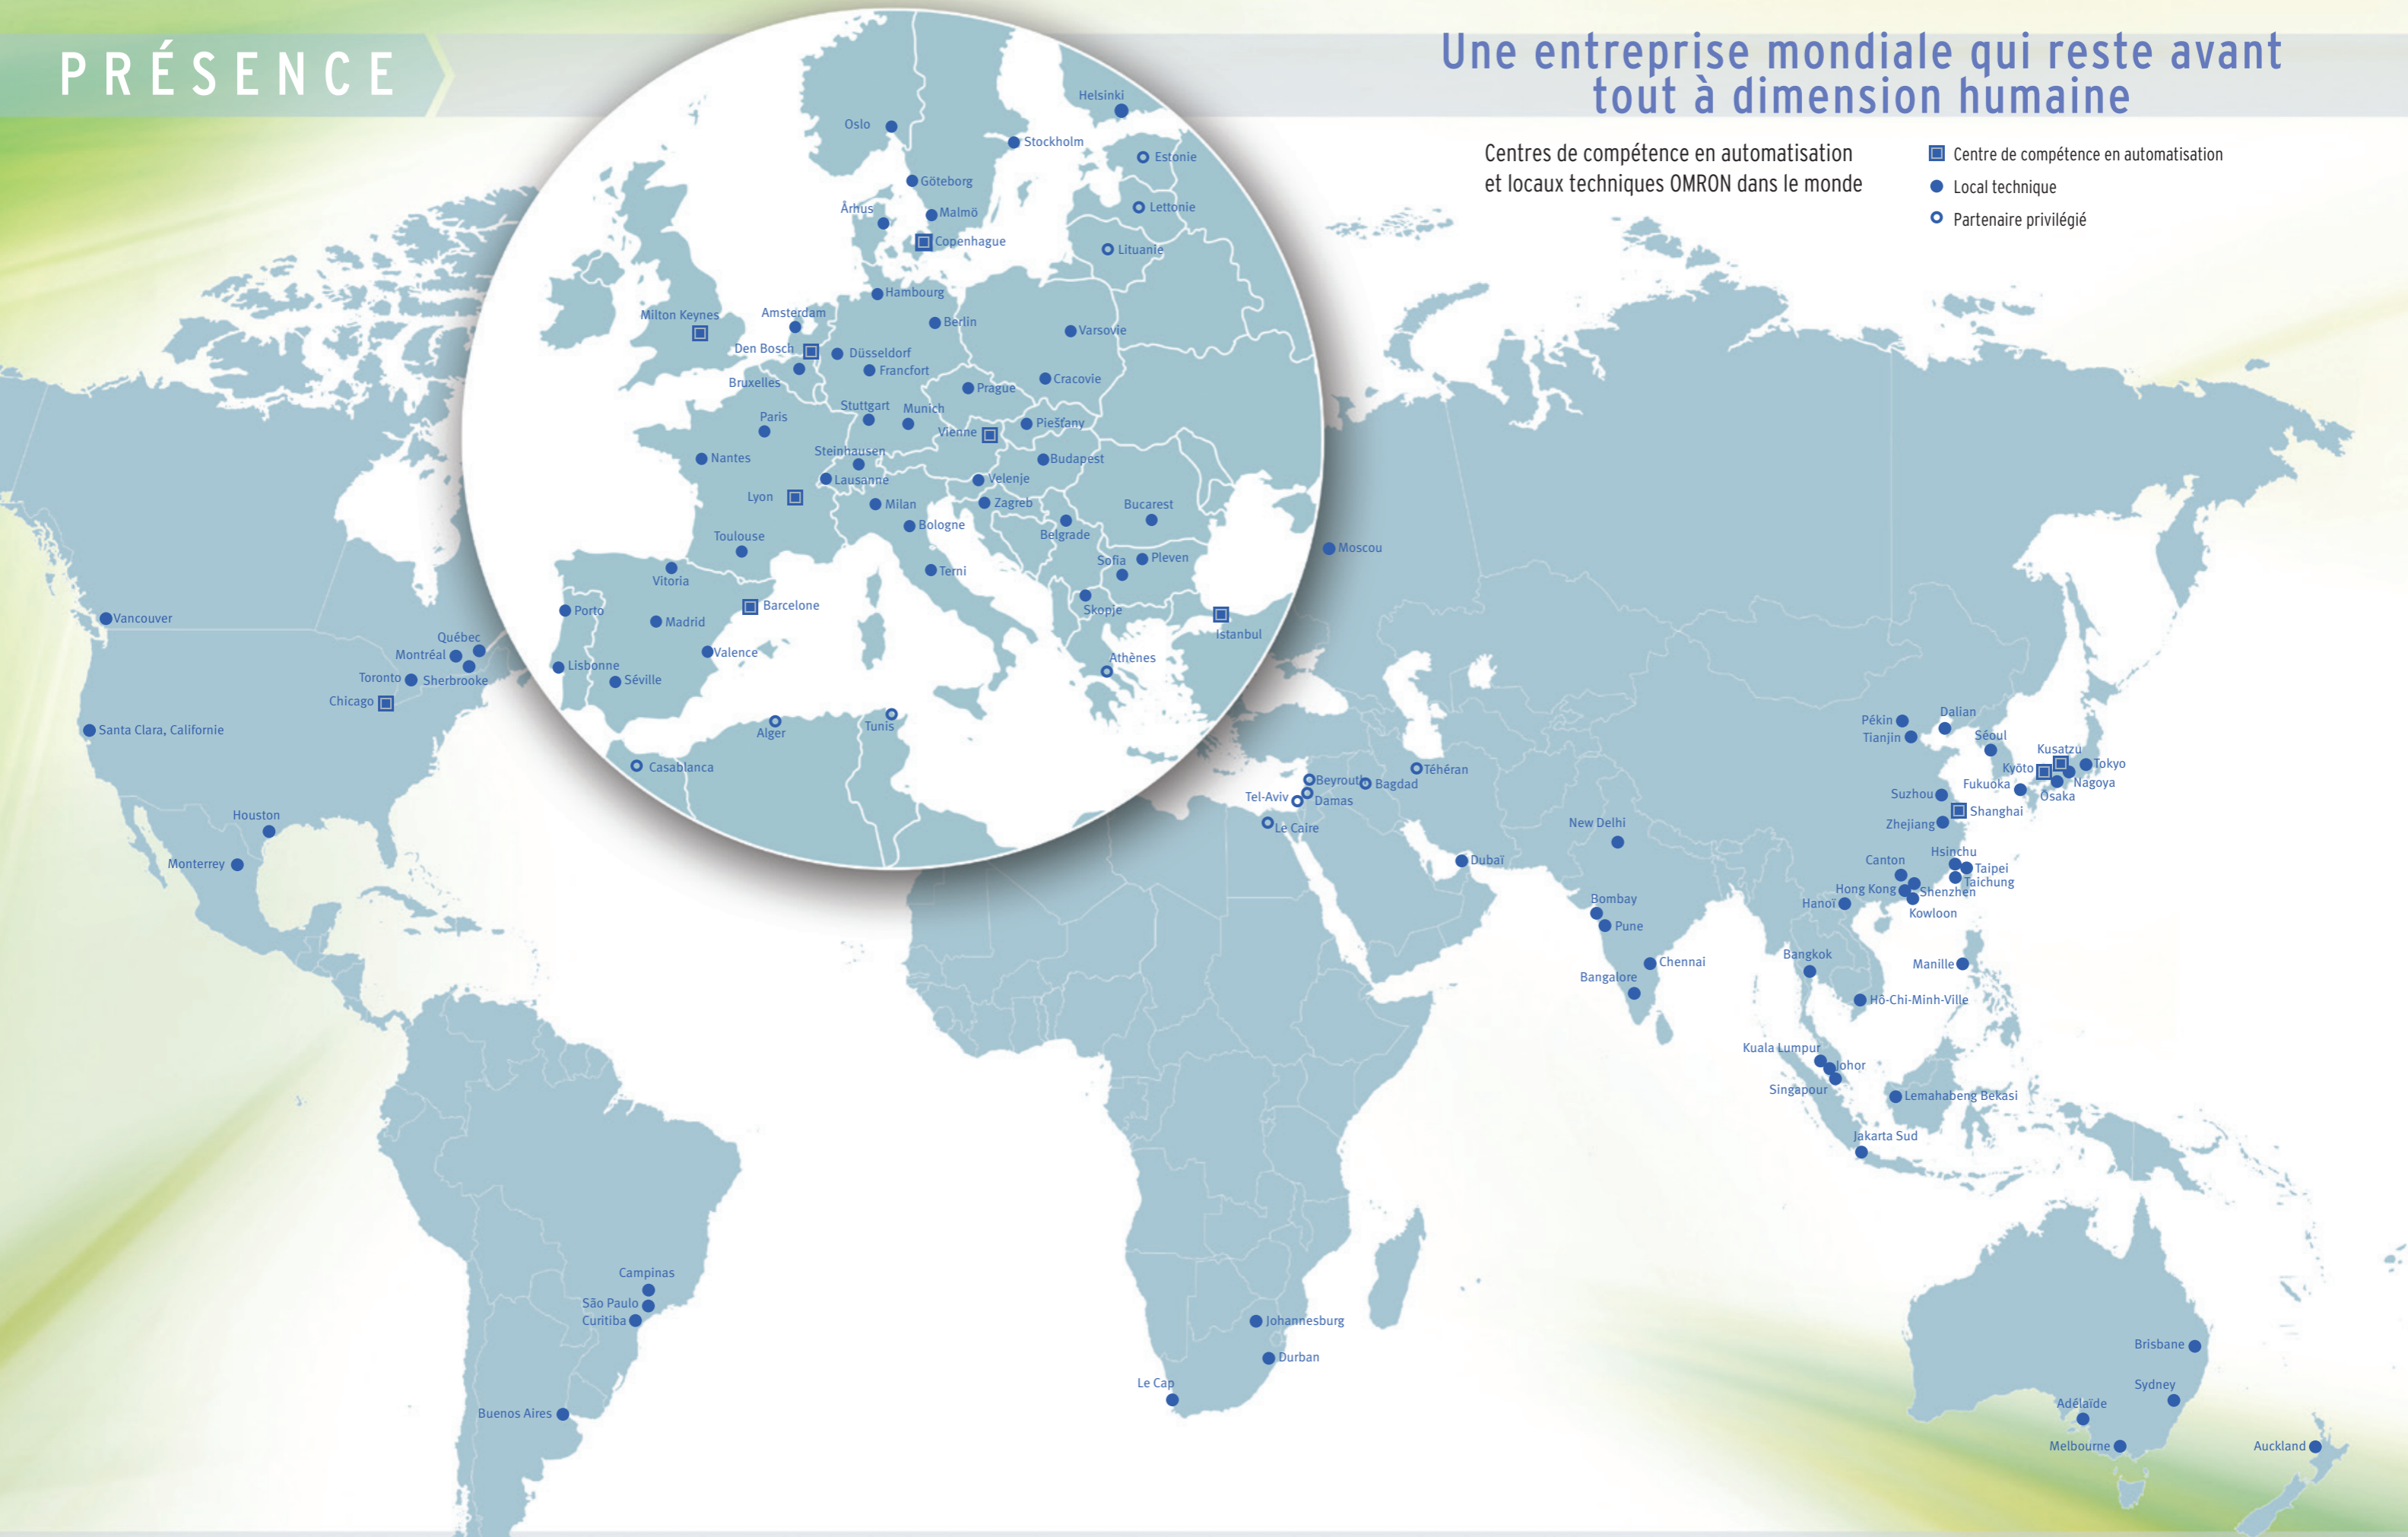 PRÉSENCE
Une entreprise mondiale qui reste avant
tout à dimension humaine
Centres de compétence en automatisation
et locaux techniques OMRON dans le monde
Centre de compétence en automatisation
Local technique
Partenaire privilégié
Helsinki
Oslo
Stockholm
Estonie
Göteborg
Lettonie
Århus
Malmö
Copenhague
Lituanie
Hambourg
Milton Keynes
Amsterdam
Berlin
Varsovie
Den Bosch
Düsseldorf
Francfort
Bruxelles
Prague
Cracovie
Stuttgart
Munich
Paris
Vienne
Piešťany
Nantes
Steinhausen
Budapest
Lausanne
Velenje
Lyon
Milan
Zagreb
Bucarest
Bologne
Belgrade
Toulouse
Sofia
Pleven
Terni
Vitoria
Porto
Barcelone
Skopje
Madrid
Istanbul
Valence
Athènes
Lisbonne
Séville
Alger
Tunis
Casablanca
Moscou
Vancouver
Québec
Montréal
Toronto
Sherbrooke
Chicago
Santa Clara, Californie
Houston
Monterrey
Beyrouth
Bagdad
Téhéran
Tel-Aviv
Damas
Le Caire
Dubaï
New Delhi
Bombay
Pune
Chennai
Bangalore
Pékin
Tianjin
Dalian
Séoul
Kusatzu
Kyōto
Tokyo
Fukuoka
Nagoya
Ōsaka
Suzhou
Shanghai
Zhejiang
Hsinchu
Canton
Taipei
Taichung
Hong Kong
Shenzhen
Hanoï
Kowloon
Bangkok
Manille
Hô-Chi-Minh-Ville
Kuala Lumpur
Johor
Singapour
Lemahabeng Bekasi
Jakarta Sud
Campinas
São Paulo
Curitiba
Buenos Aires
Johannesburg
Durban
Le Cap
Brisbane
Sydney
Adélaïde
Melbourne
Auckland